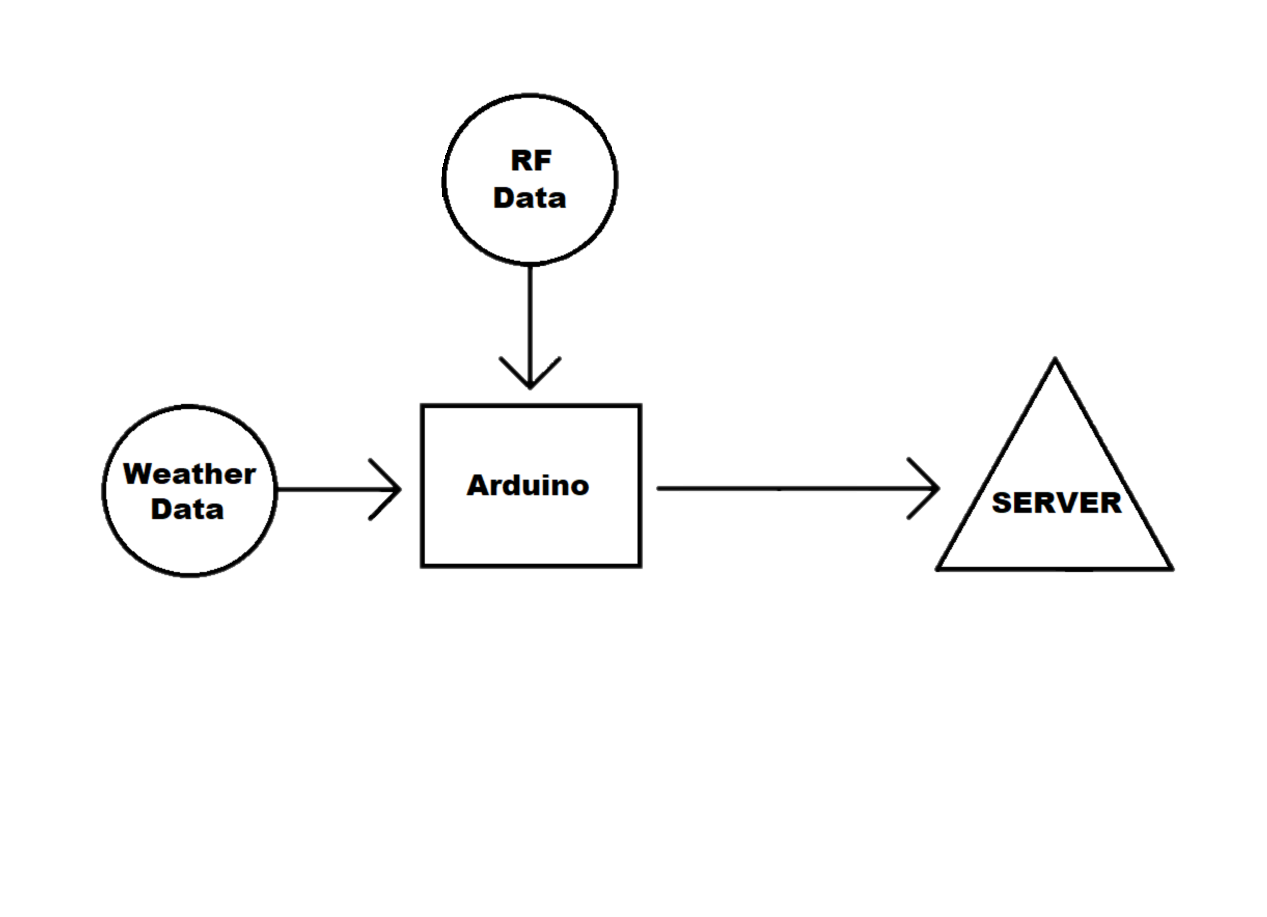 RF
Data
Weather
Data
Arduino
SERVER